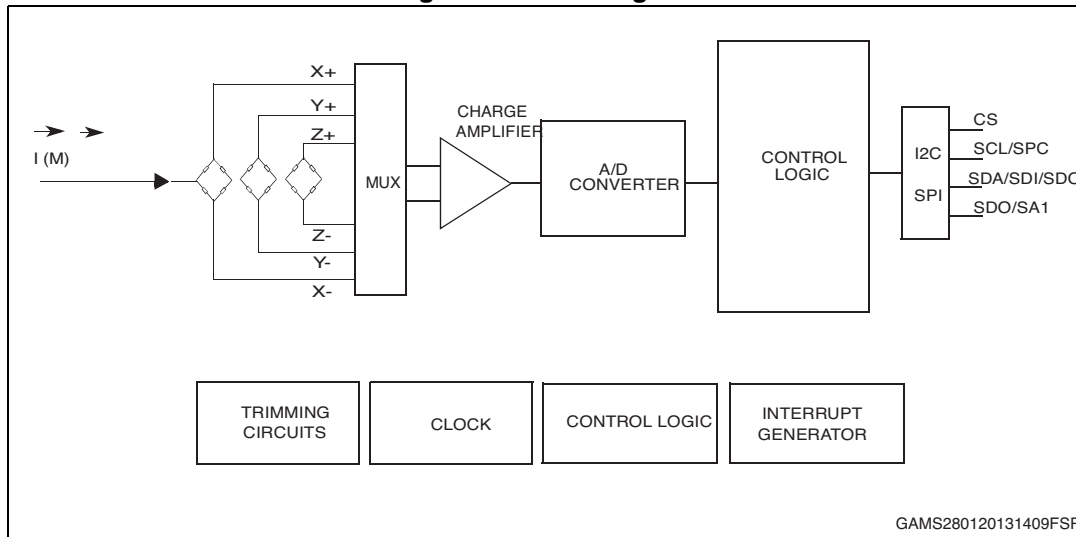 X+
Y+
Z+
I (M)
MUX
Z-
Y-
X-
CHARGE
AMPLIFIER
A/D
CONVERTER
CONTROL
LOGIC
I2C
SPI
CS
SCL/SPC
SDA/SDI/SDO
SDO/SA1
TRIMMING
CIRCUITS
CLOCK
CONTROL LOGIC
INTERRUPT
GENERATOR